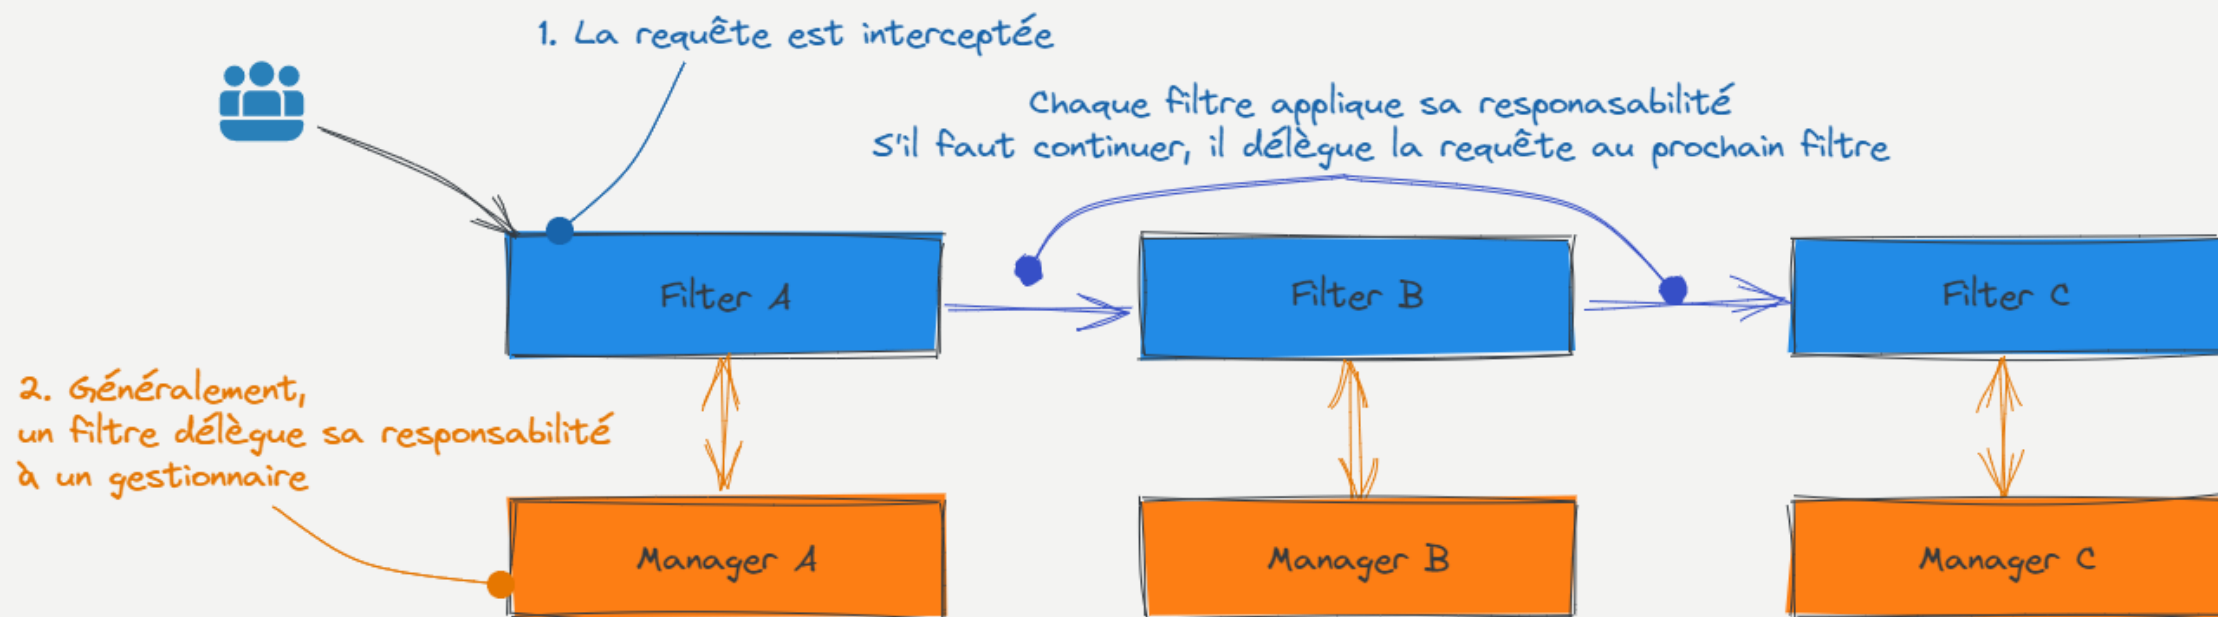 1. La requête est interceptée
Chaque filtre applique sa responasabilité
S'il faut continuer, il délègue la requête au prochain filtre
Filter A
Filter B
Filter C
2. Généralement,
un filtre délègue sa responsabilité
à un gestionnaire
Manager A
Manager B
Manager C